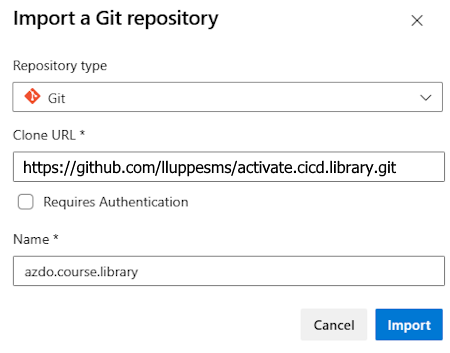 Import a Git repository
Repository type
Git
Clone URL *
https://github.com/lluppesms/activate.cicd.library.git
Requires Authentication
Name *
azdo.course.library
Cancel Import